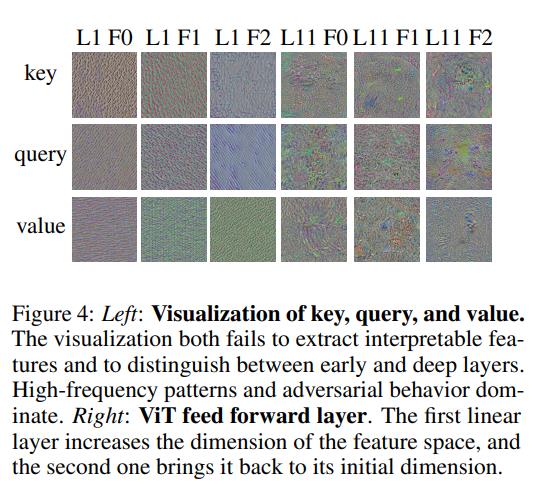 L1 F0 L1 F1 L1 F2 L11 F0 L11 F1 L11 F2
key
query
value
Figure 4: Left: Visualization of key, query, and value.
The visualization both fails to extract interpretable fea-
tures and to distinguish between early and deep layers.
High-frequency patterns and adversarial behavior dom-
inate. Right: ViT feed forward layer. The first linear
layer increases the dimension of the feature space, and
the second one brings it back to its initial dimension.